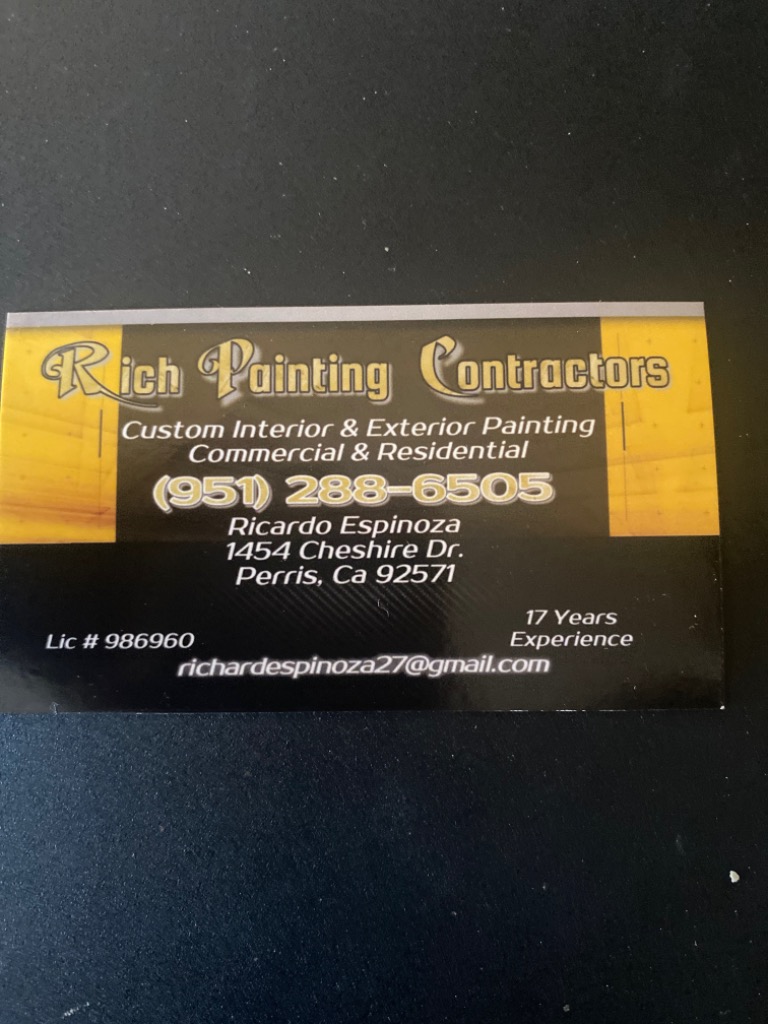 Rich Painting Contractors
Custom Interior & Exterior Painting
Commercial & Residential
(951) 288-6505
Ricardo Espinoza
1454 Cheshire Dr.
Perris, Ca 92571
17 Years
Experience
Lic # 986960
richardespinoza27@gmail.com